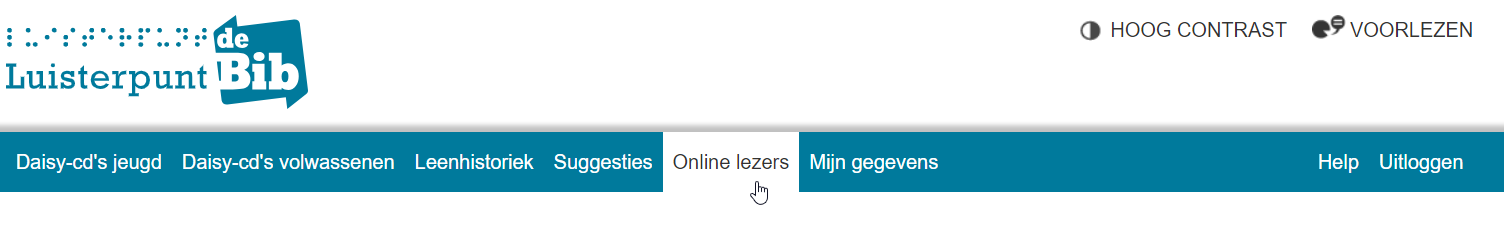 ⠇⠥⠊⠎⠞⠑⠗⠏⠥⠝⠞
de
Luisterpunt Bib
HOOG CONTRAST VOORLEZEN
Daisy-cd's jeugd Daisy-cd's volwassenen Leenhistoriek Suggesties Online lezers Mijn gegevens Help Uitloggen